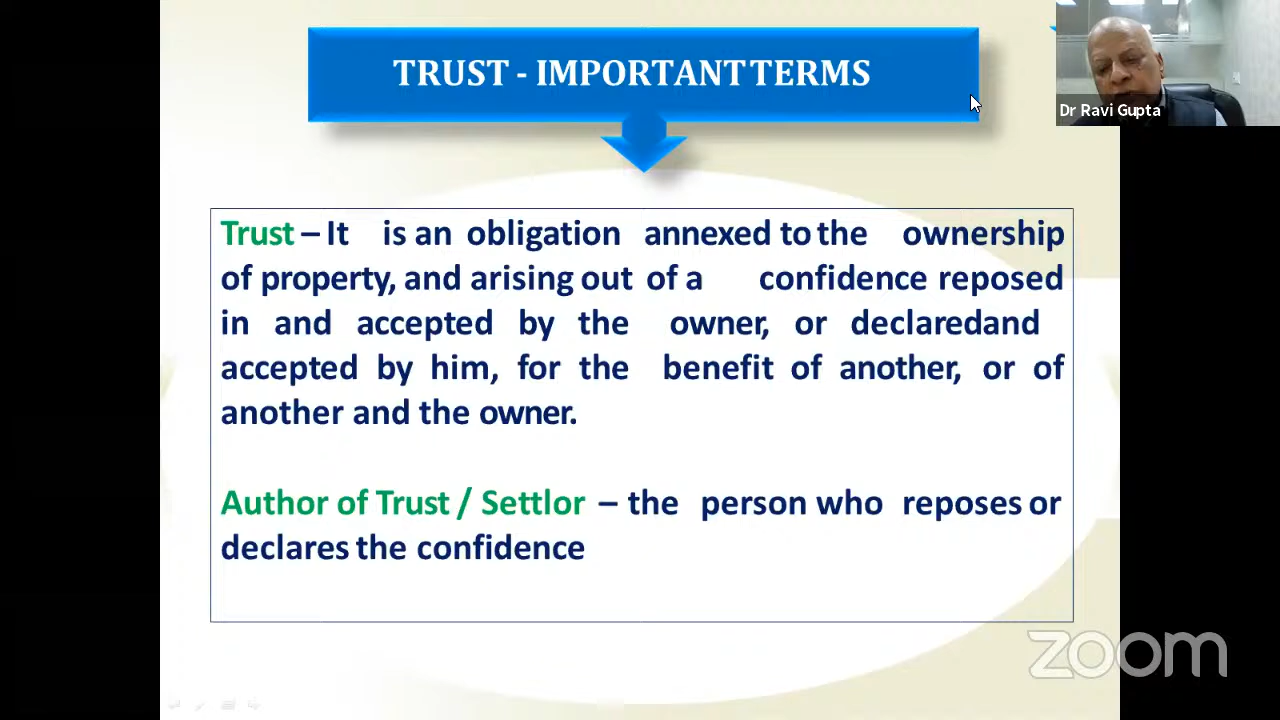 TRUST - IMPORTANT TERMS
Dr Ravi Gupta
Trust – It is an obligation annexed to the ownership
of property, and arising out of a confidence reposed
in and accepted by the owner, or declaredand
accepted by him, for the benefit of another, or of
another and the owner.
Author of Trust / Settlor – the person who reposes or
declares the confidence
zoom